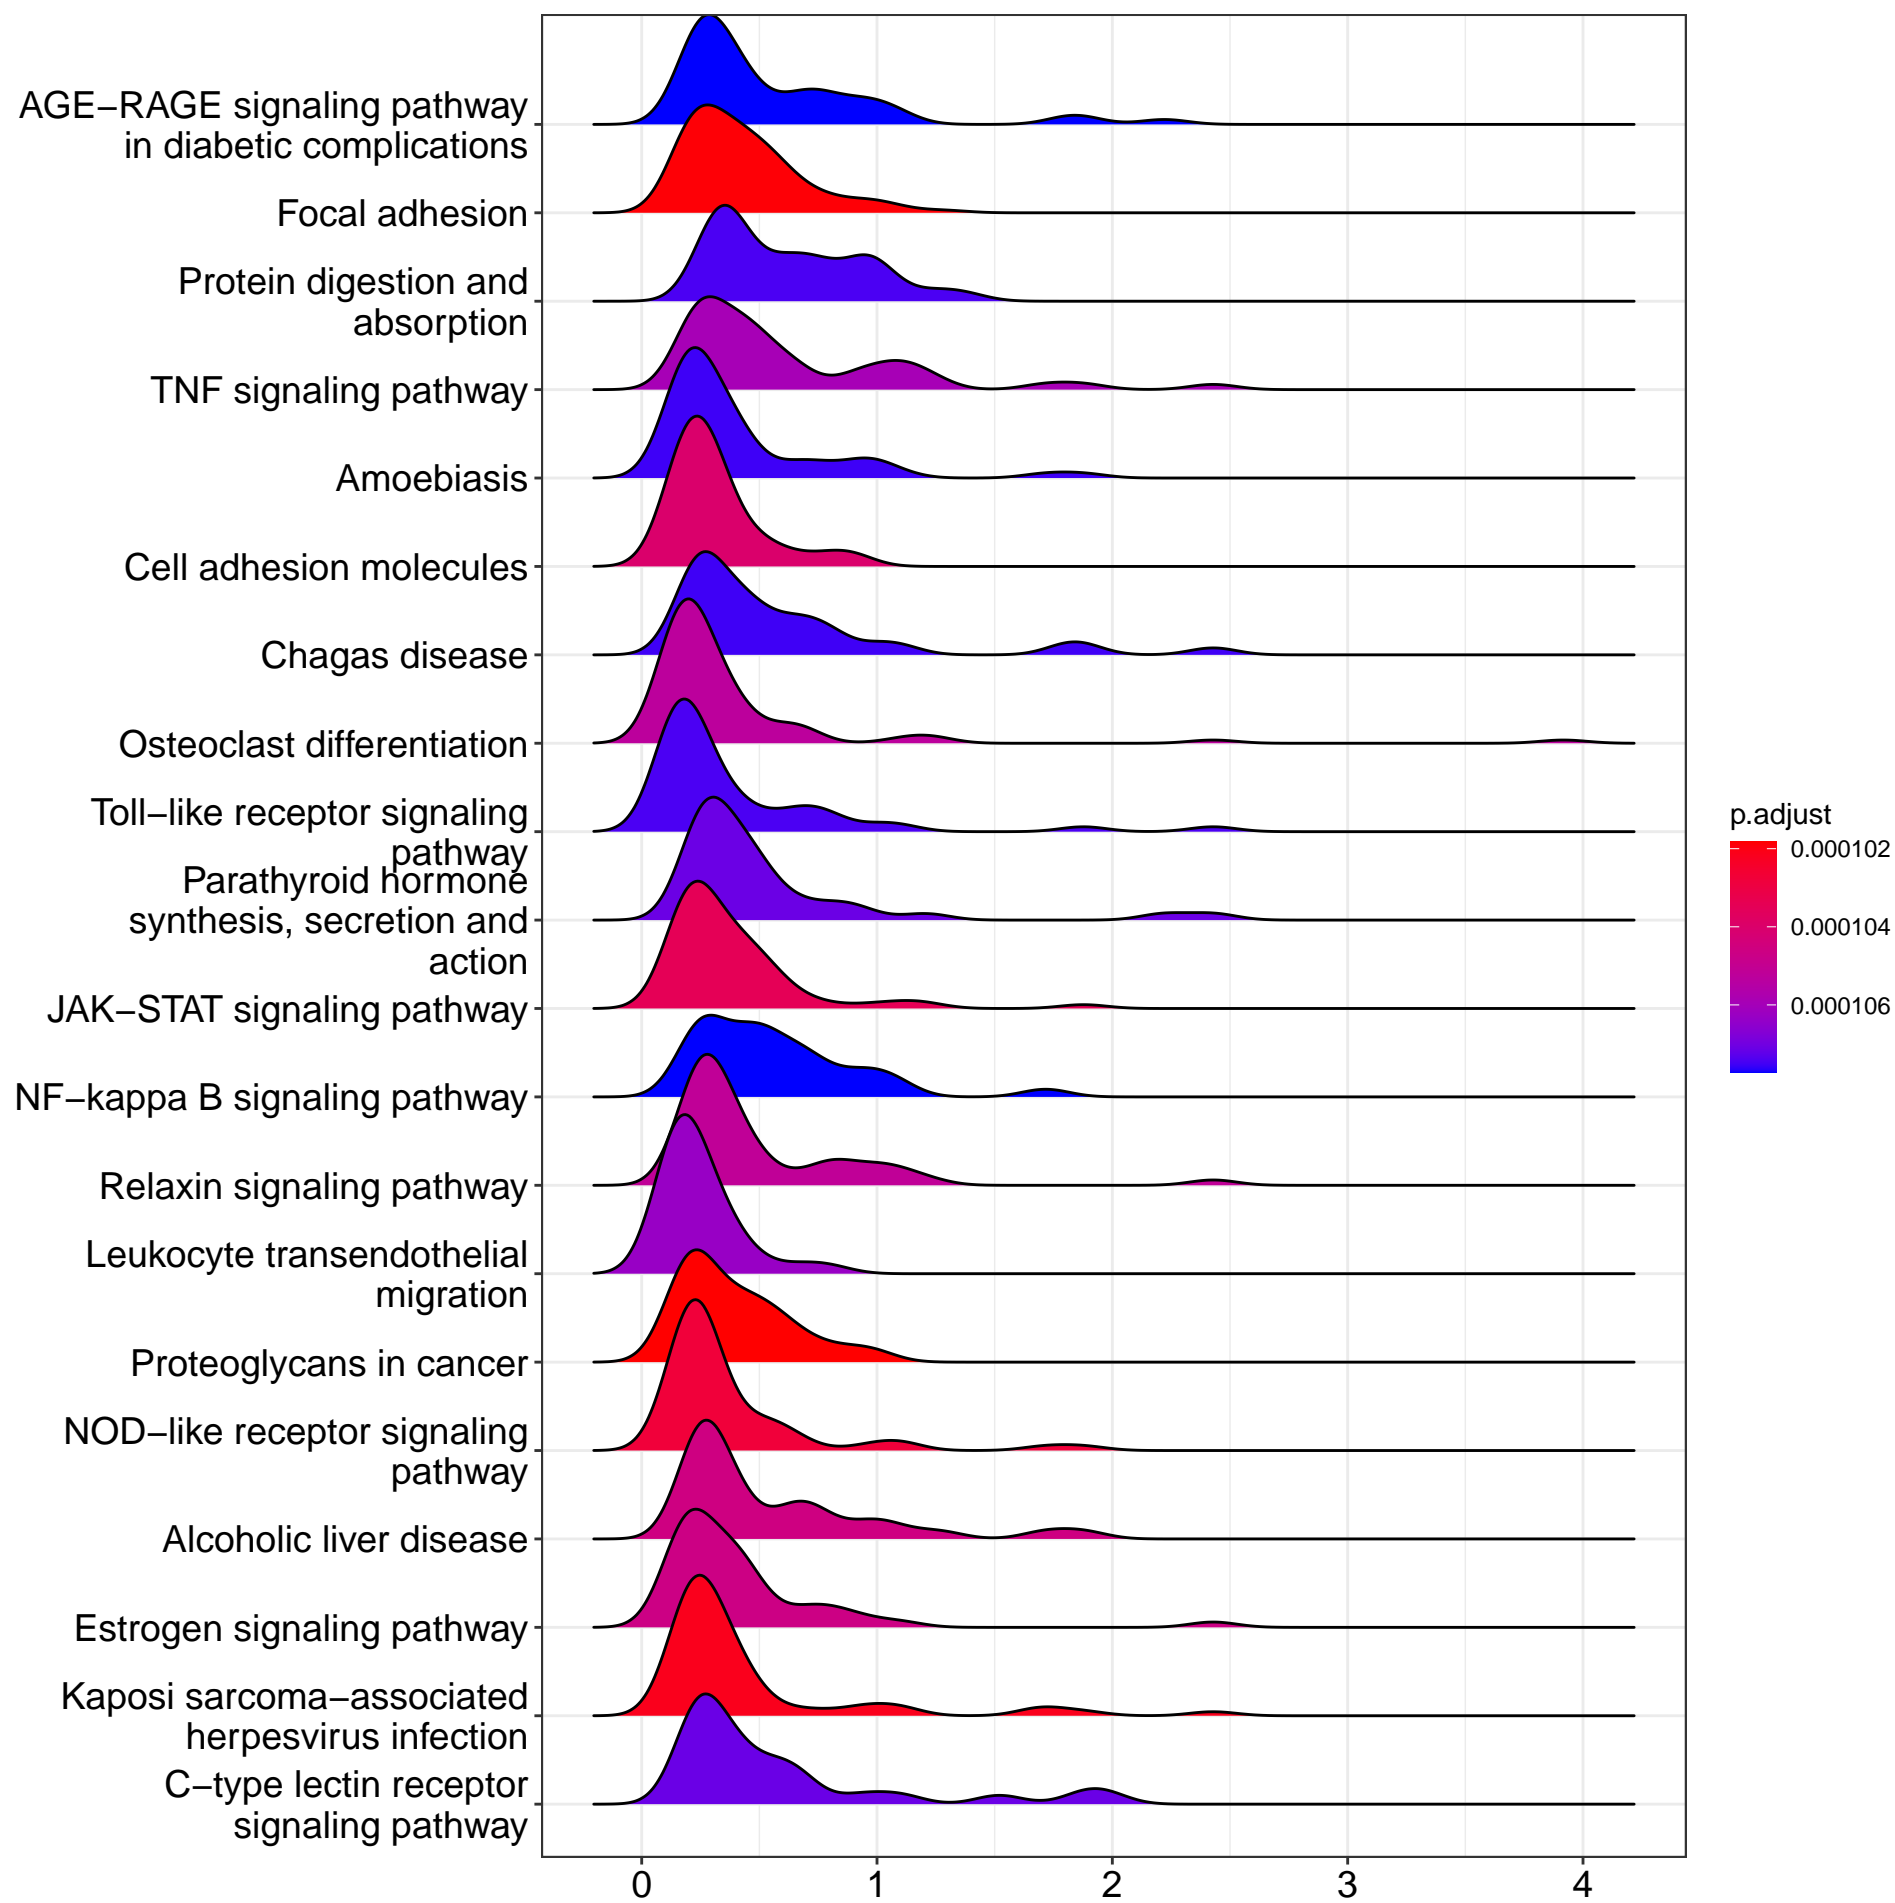 AGE−RAGE signaling pathway
in diabetic complications
Focal adhesion
Protein digestion and
absorption
TNF signaling pathway
Amoebiasis
Cell adhesion molecules
Chagas disease
Osteoclast differentiation
Toll−like receptor signaling
pathway
Parathyroid hormone
synthesis, secretion and
action
JAK−STAT signaling pathway
NF−kappa B signaling pathway
Relaxin signaling pathway
Leukocyte transendothelial
migration
Proteoglycans in cancer
NOD−like receptor signaling
pathway
Alcoholic liver disease
Estrogen signaling pathway
Kaposi sarcoma−associated
herpesvirus infection
C−type lectin receptor
signaling pathway
0 1 2 3 4
p.adjust
0.000102
0.000104
0.000106